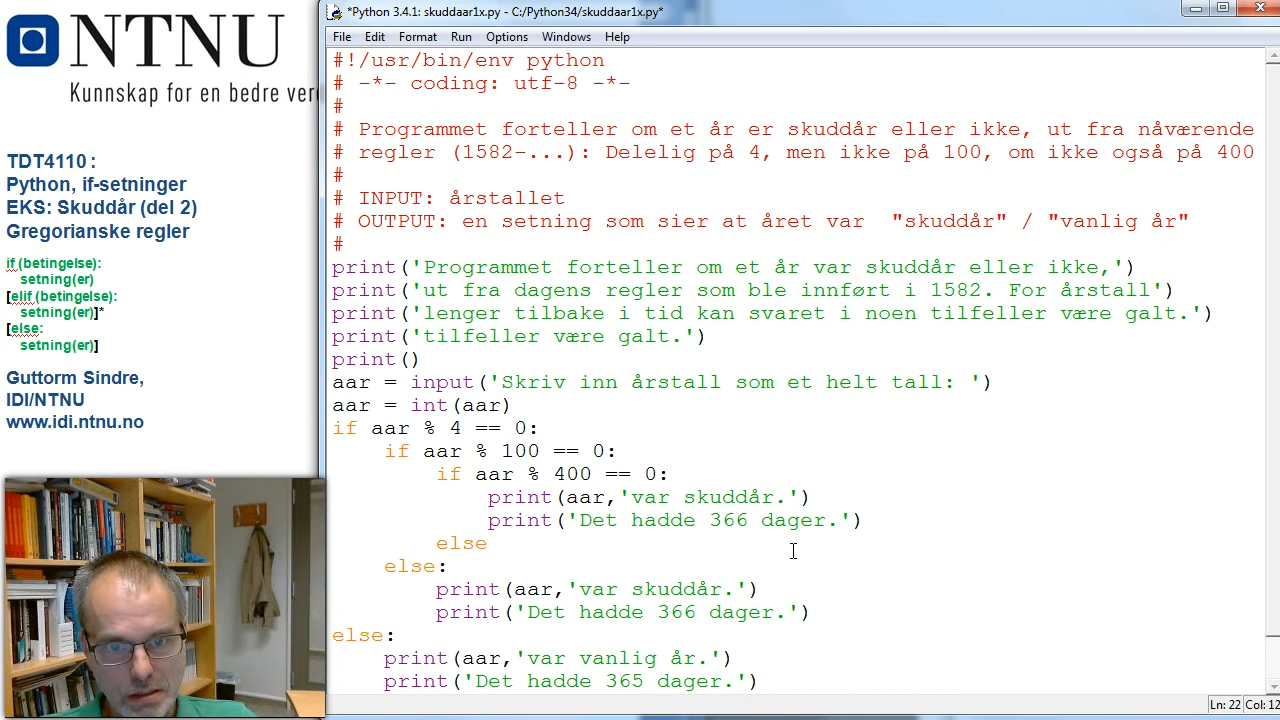 NTNU
Kunnskap for en bedre ver
TDT4110 :
Python, if-setninger
EKS: Skuddår (del 2)
Gregorianske regler
if (betingelse):
    setning(er)
[elif (betingelse):
    setning(er)]*
[else:
    setning(er)]
Guttorm Sindre,
IDI/NTNU
www.idi.ntnu.no
*Python 3.4.1: skuddaar1x.py - C:/Python34/skuddaar1x.py*
File Edit Format Run Options Windows Help
#!/usr/bin/env python
# -*- coding: utf-8 -*-
#
# Programmet forteller om et år er skuddår eller ikke, ut fra nåværende
# regler (1582-...): Delelig på 4, men ikke på 100, om ikke også på 400
#
# INPUT: årstallet
# OUTPUT: en setning som sier at året var  "skuddår" / "vanlig år"
#
print('Programmet forteller om et år var skuddår eller ikke,')
print('ut fra dagens regler som ble innført i 1582. For årstall')
print('lenger tilbake i tid kan svaret i noen tilfeller være galt.')
print('tilfeller være galt.')
print()
aar = input('Skriv inn årstall som et helt tall: ')
aar = int(aar)
if aar % 4 == 0:
    if aar % 100 == 0:
        if aar % 400 == 0:
            print(aar,'var skuddår.')
            print('Det hadde 366 dager.')
        else
    else:
        print(aar,'var skuddår.')
        print('Det hadde 366 dager.')
else:
    print(aar,'var vanlig år.')
    print('Det hadde 365 dager.')
Ln: 22 Col: 12